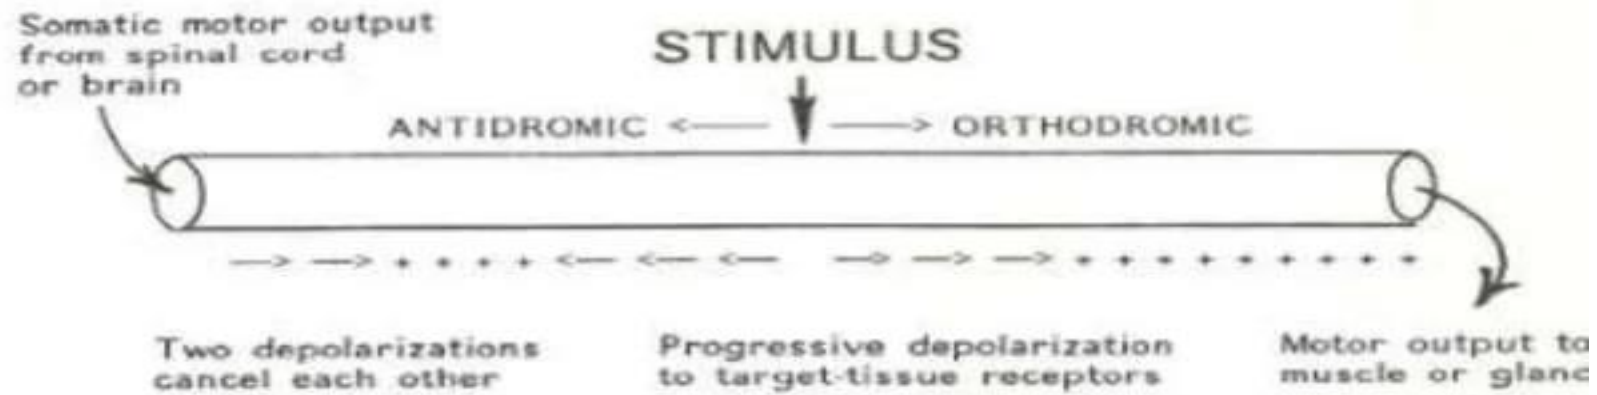 Somatic motor output
from spinal cord
or brain
STIMULUS
ANTIDROMIC
ORTHODROMIC
Two depolarizations
cancel each other
Progressive depolarization
to target-tissue receptors
Motor output to
muscle or gland